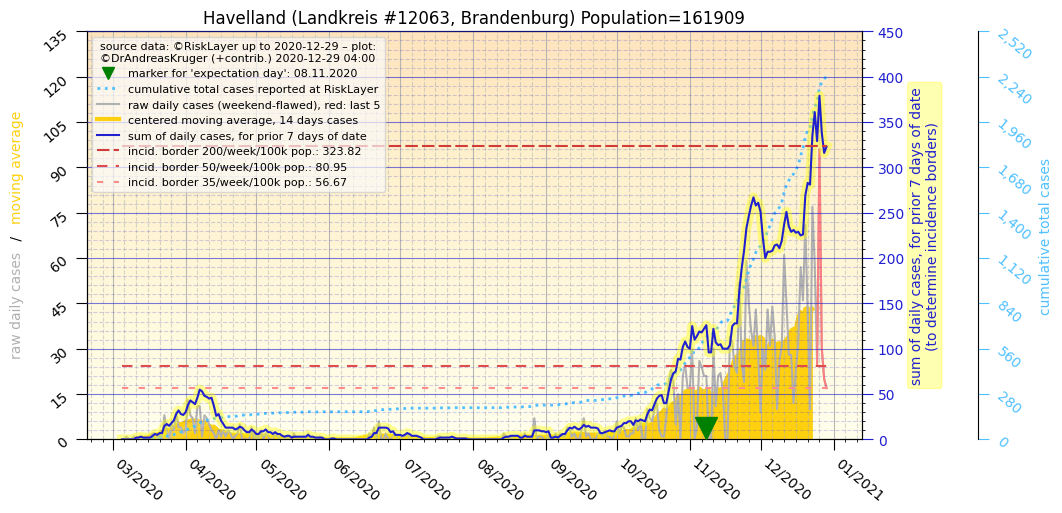 Havelland (Landkreis #12063, Brandenburg) Population=161909
source data: ©RiskLayer up to 2020-12-29 – plot:
©DrAndreasKruger (+contrib.) 2020-12-29 04:00
marker for 'expectation day': 08.11.2020
cumulative total cases reported at RiskLayer
raw daily cases (weekend-flawed), red: last 5
centered moving average, 14 days cases
sum of daily cases, for prior 7 days of date
incid. border 200/week/100k pop.: 323.82
incid. border 50/week/100k pop.: 80.95
incid. border 35/week/100k pop.: 56.67
raw daily cases / moving average
135
120
105
90
75
60
45
30
15
0
03/2020
04/2020
05/2020
06/2020
07/2020
08/2020
09/2020
10/2020
11/2020
12/2020
01/2021
450
400
350
300
250
200
150
100
50
0
sum of daily cases, for prior 7 days of date
(to determine incidence borders)
2,520
2,240
1,960
1,680
1,400
1,120
840
560
280
0
cumulative total cases